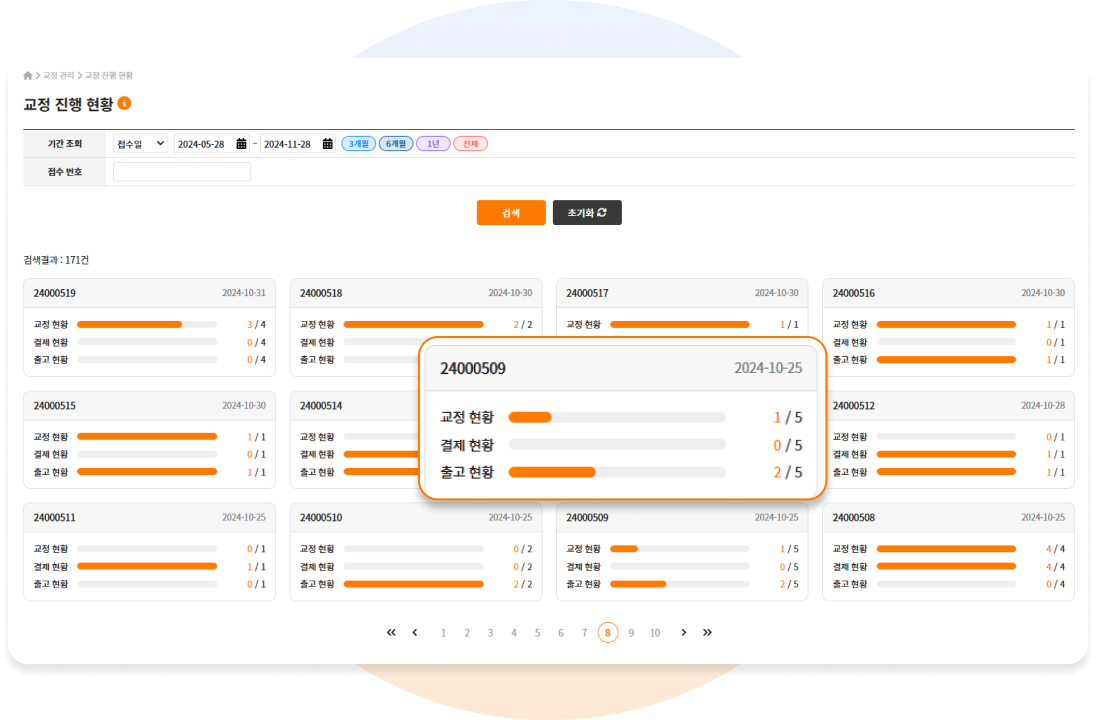 교정 관리 > 교정 진행 현황
교정 진행 현황
기간 조회 접수일 2024-05-28 ~ 2024-11-28 3개월 6개월 1년 전체
접수 번호
검색 초기화
검색결과 : 171건
24000519 2024-10-31
교정 현황 3 / 4
결제 현황 0 / 4
출고 현황 0 / 4
24000518 2024-10-30
교정 현황 2 / 2
결제 현황
출고 현황
24000517 2024-10-30
교정 현황 1 / 1
24000516 2024-10-30
교정 현황 1 / 1
결제 현황 0 / 1
출고 현황 1 / 1
24000515 2024-10-30
교정 현황 1 / 1
결제 현황 0 / 1
출고 현황 1 / 1
24000514
교정 현황
결제 현황
출고 현황
24000509 2024-10-25
교정 현황 1 / 5
결제 현황 0 / 5
출고 현황 2 / 5
24000512 2024-10-28
교정 현황 0 / 1
결제 현황 1 / 1
출고 현황 1 / 1
24000511 2024-10-25
교정 현황 0 / 1
결제 현황 1 / 1
출고 현황 0 / 1
24000510 2024-10-25
교정 현황 0 / 2
결제 현황 0 / 2
출고 현황 2 / 2
24000509 2024-10-25
교정 현황 1 / 5
결제 현황 0 / 5
출고 현황 2 / 5
24000508 2024-10-25
교정 현황 4 / 4
결제 현황 4 / 4
출고 현황 0 / 4
1 2 3 4 5 6 7 8 9 10